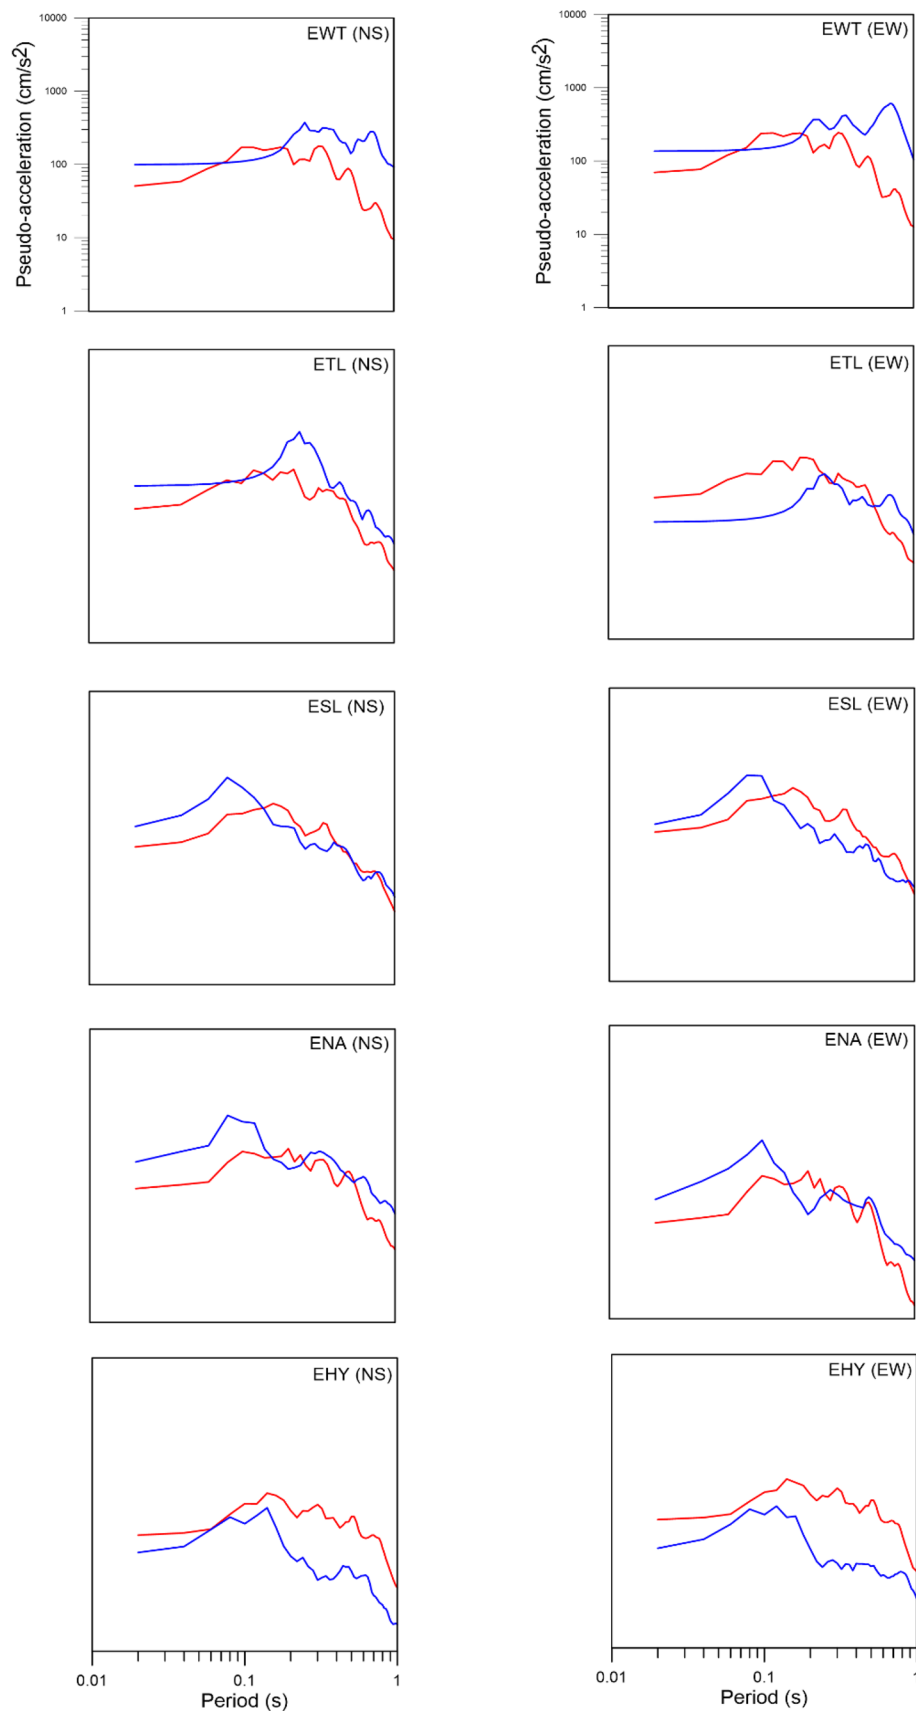 EWT (NS)
10000
1000
100
10
1
Pseudo-acceleration (cm/s2)
EWT (EW)
10000
1000
100
10
1
Pseudo-acceleration (cm/s2)
ETL (NS)
ETL (EW)
ESL (NS)
ESL (EW)
ENA (NS)
ENA (EW)
EHY (NS)
EHY (EW)
0.01
0.1
1
Period (s)
0.01
0.1
1
Period (s)